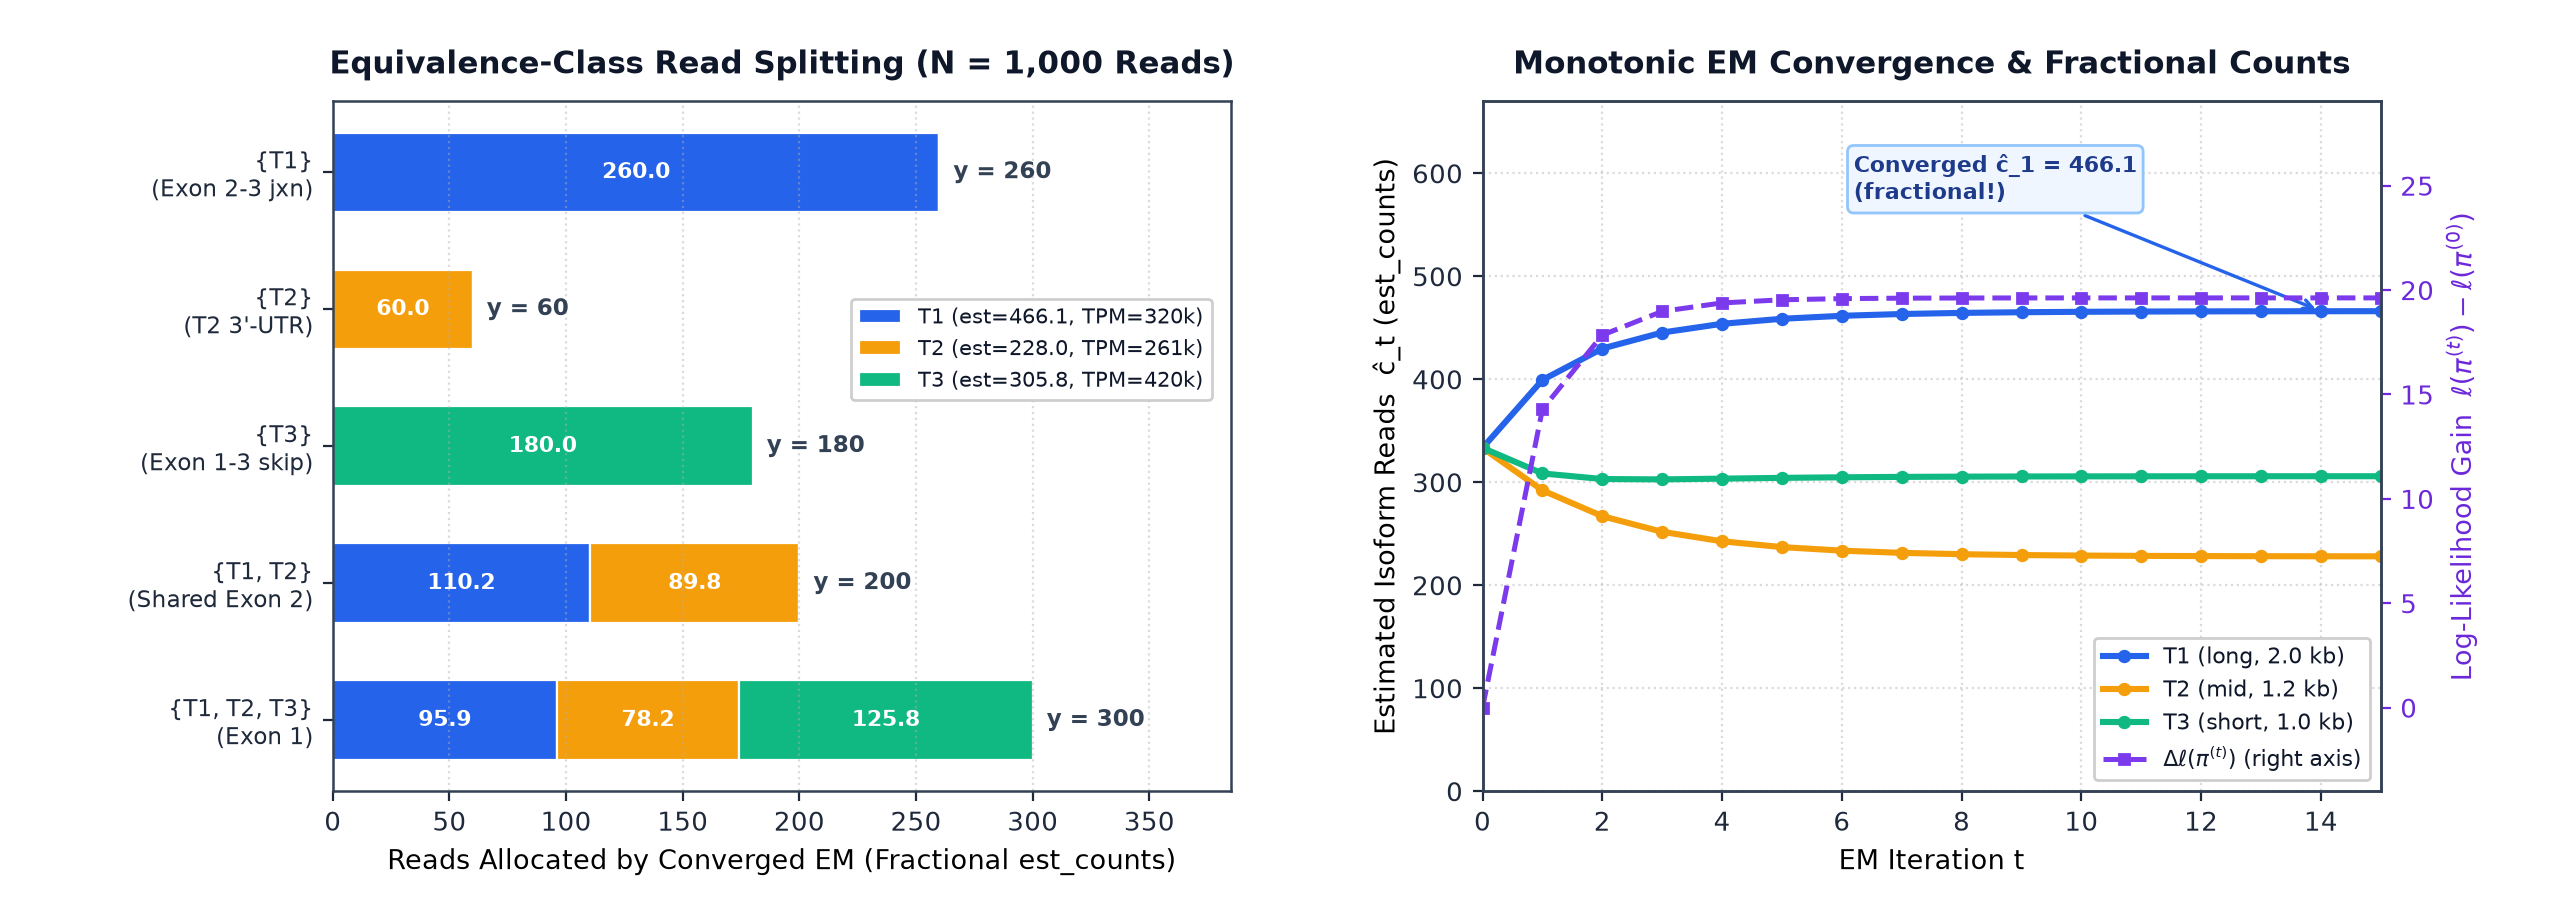 Equivalence-Class Read Splitting (N = 1,000 Reads)
{T1}
(Exon 2-3 jxn)
260.0
y = 260
{T2}
(T2 3'-UTR)
60.0
y = 60
T1 (est=466.1, TPM=320k)
T2 (est=228.0, TPM=261k)
T3 (est=305.8, TPM=420k)
{T3}
(Exon 1-3 skip)
180.0
y = 180
{T1, T2}
(Shared Exon 2)
110.2
89.8
y = 200
{T1, T2, T3}
(Exon 1)
95.9
78.2
125.8
y = 300
0 50 100 150 200 250 300 350
Reads Allocated by Converged EM (Fractional est_counts)
Monotonic EM Convergence & Fractional Counts
Estimated Isoform Reads ĉ_t (est_counts)
600
500
400
300
200
100
0
Converged ĉ_1 = 466.1
(fractional!)
25
20
15
10
5
0
Log-Likelihood Gain ℓ(π⁽ᵗ⁾) − ℓ(π⁽⁰⁾)
T1 (long, 2.0 kb)
T2 (mid, 1.2 kb)
T3 (short, 1.0 kb)
Δℓ(π⁽ᵗ⁾) (right axis)
0 2 4 6 8 10 12 14
EM Iteration t